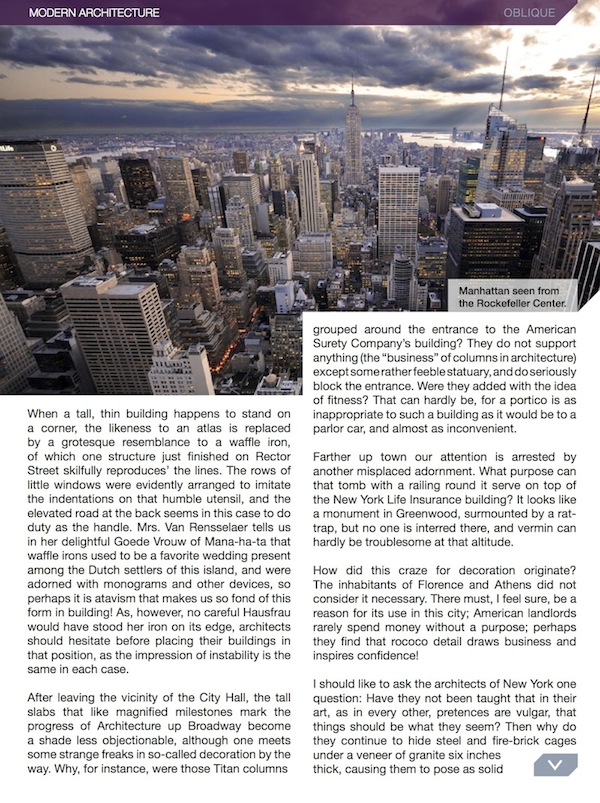 MODERN ARCHITECTURE
OBLIQUE
Manhattan seen from
the Rockefeller Center.
When a tall, thin building happens to stand on
a corner, the likeness to an atlas is replaced
by a grotesque resemblance to a waffle iron,
of which one structure just finished on Rector
Street skilfully reproduces’ the lines. The rows of
little windows were evidently arranged to imitate
the indentations on that humble utensil, and the
elevated road at the back seems in this case to do
duty as the handle. Mrs. Van Rensselaer tells us
in her delightful Goede Vrouw of Mana-ha-ta that
waffle irons used to be a favorite wedding present
among the Dutch settlers of this island, and were
adorned with monograms and other devices, so
perhaps it is atavism that makes us so fond of this
form in building! As, however, no careful Hausfrau
would have stood her iron on its edge, architects
should hesitate before placing their buildings in
that position, as the impression of instability is the
same in each case.
After leaving the vicinity of the City Hall, the tall
slabs that like magnified milestones mark the
progress of Architecture up Broadway become
a shade less objectionable, although one meets
some strange freaks in so-called decoration by the
way. Why, for instance, were those Titan columns
grouped around the entrance to the American
Surety Company’s building? They do not support
anything (the “business” of columns in architecture)
except some rather feeble statuary, and do seriously
block the entrance. Were they added with the idea
of fitness? That can hardly be, for a portico is as
inappropriate to such a building as it would be to a
parlor car, and almost as inconvenient.
Farther up town our attention is arrested by
another misplaced adornment. What purpose can
that tomb with a railing round it serve on top of
the New York Life Insurance building? It looks like
a monument in Greenwood, surmounted by a rat-
trap, but no one is interred there, and vermin can
hardly be troublesome at that altitude.
How did this craze for decoration originate?
The inhabitants of Florence and Athens did not
consider it necessary. There must, I feel sure, be a
reason for its use in this city; American landlords
rarely spend money without a purpose; perhaps
they find that rococo detail draws business and
inspires confidence!
I should like to ask the architects of New York one
question: Have they not been taught that in their
art, as in every other, pretences are vulgar, that
things should be what they seem? Then why do
they continue to hide steel and fire-brick cages
under a veneer of granite six inches
thick, causing them to pose as solid